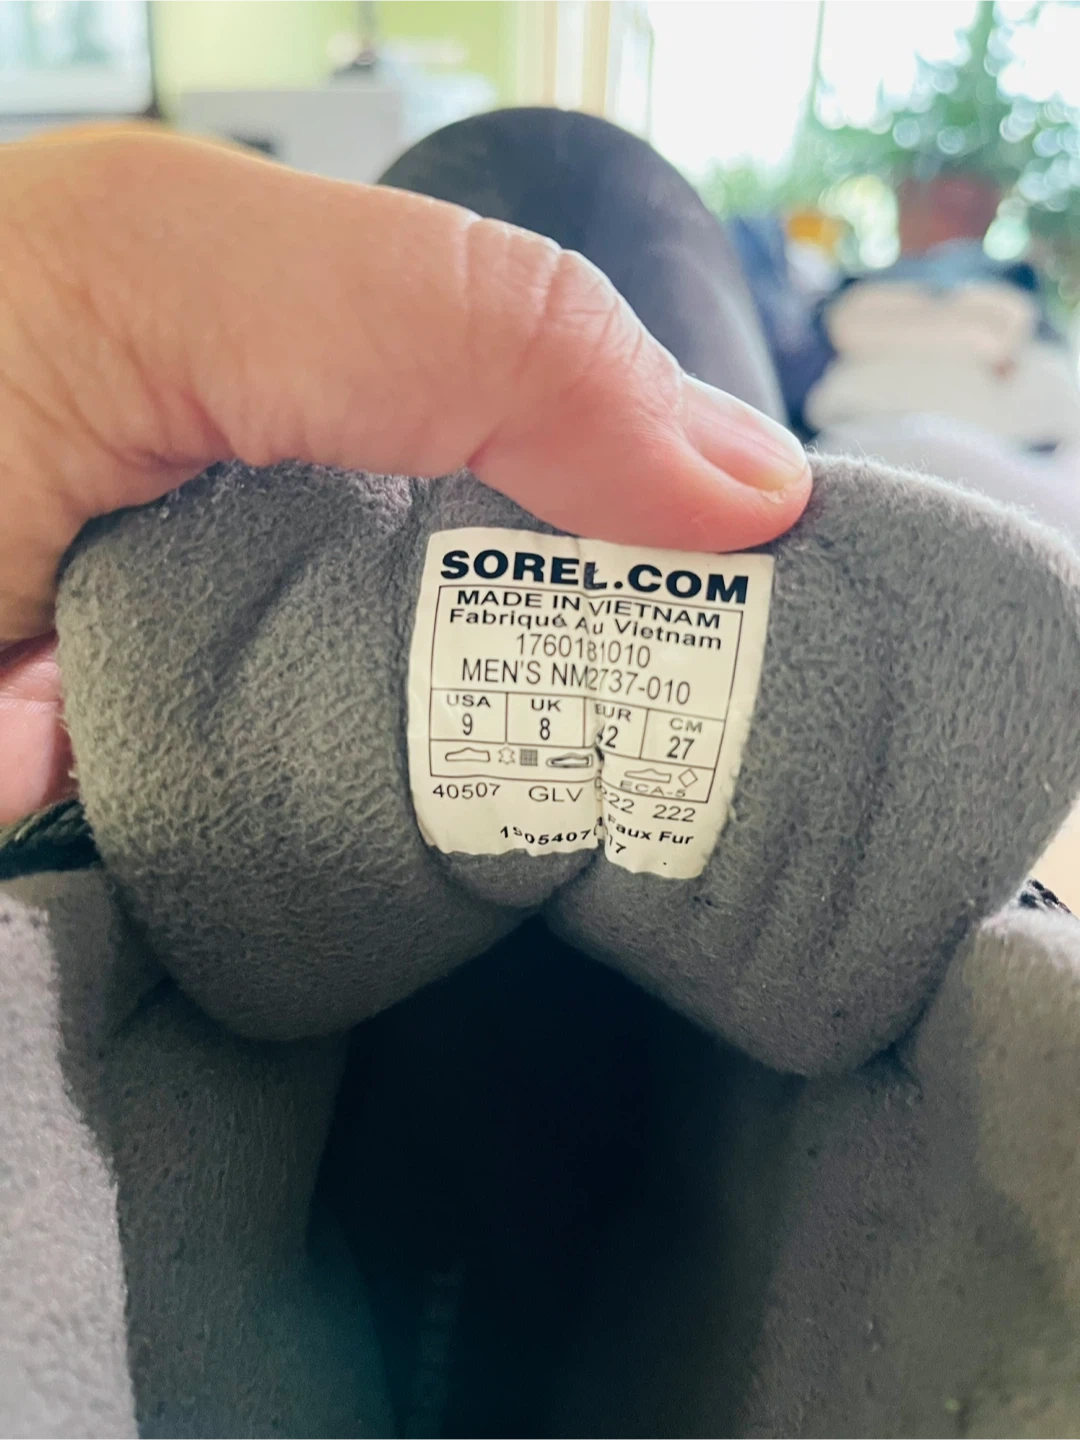 SOREL.COM
MADE IN VIETNAM
Fabriqué Au Vietnam
1760181010
MEN'S NM2737-010
USA UK EUR CM
9 8 42 27
ECA-5
40507 GLV 222 222
Faux Fur